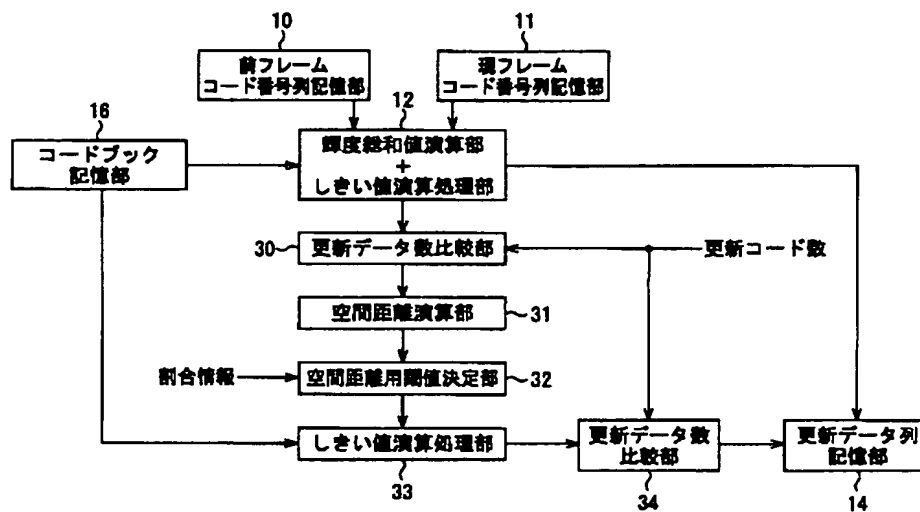 10
11
前フレーム
コード番号列記憶部
現フレーム
コード番号列記憶部
16
12
コードブック
記憶部
輝度総和値演算部
+
しきい値演算処理部
30
更新データ数比較部
更新コード数
空間距離演算部
31
割合情報
空間距離用閾値決定部
32
しきい値演算処理部
33
更新データ数
比較部
34
更新データ列
記憶部
14